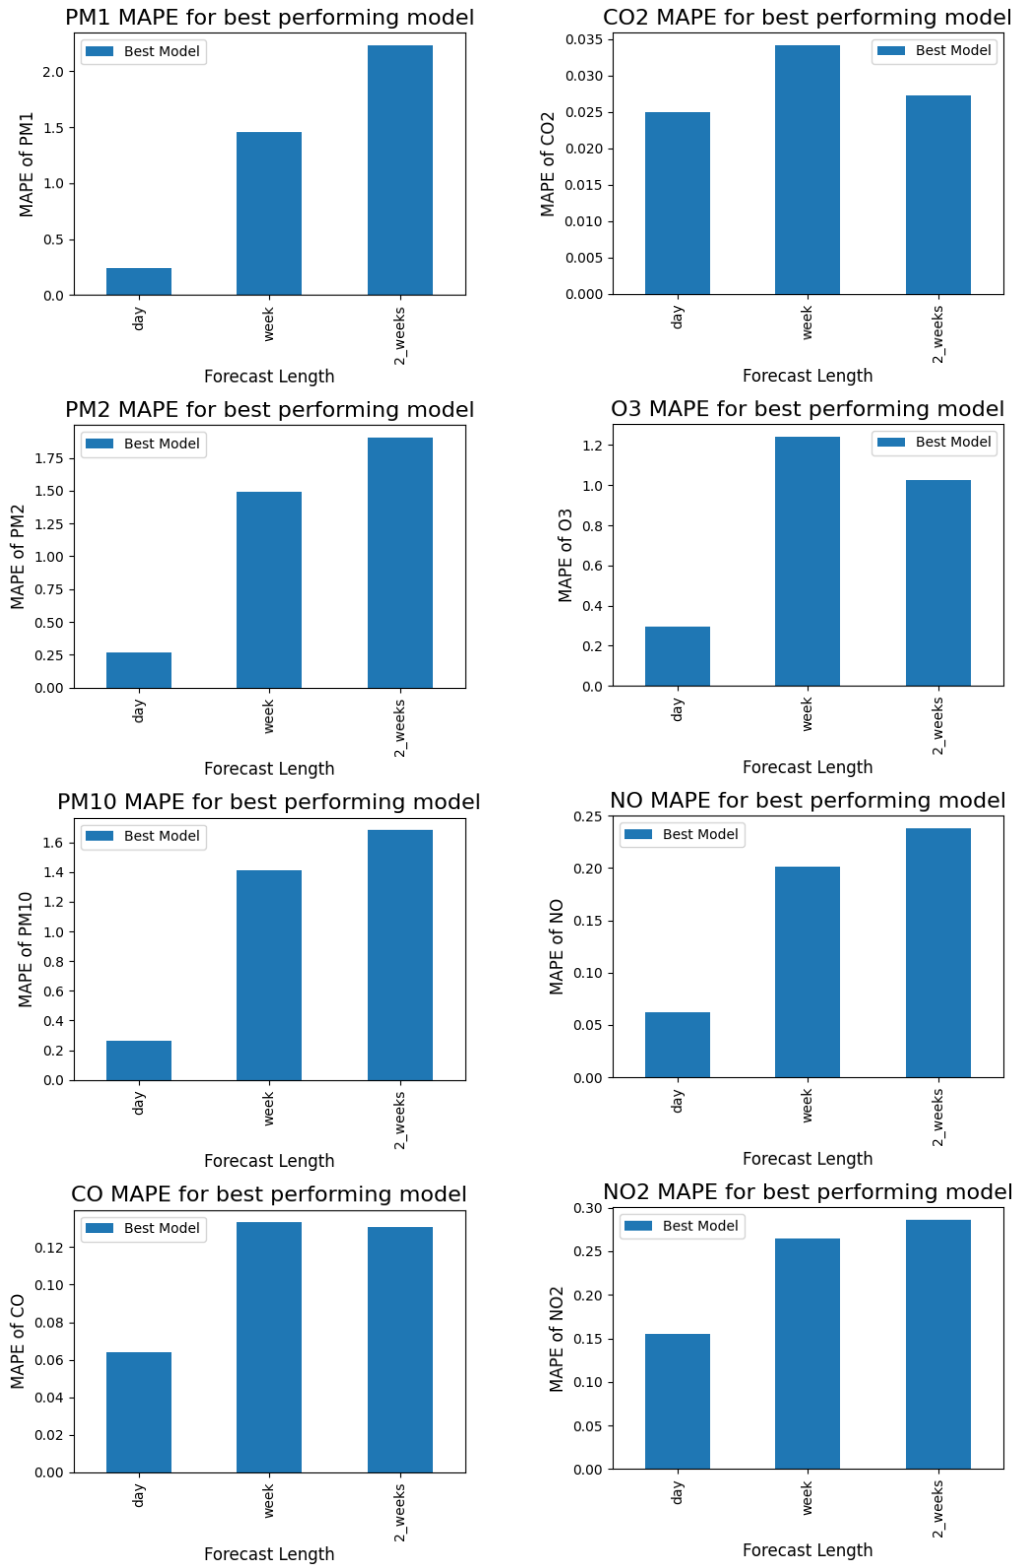 PM1 MAPE for best performing model
Best Model
MAPE of PM1
2.0
1.5
1.0
0.5
0.0
day
week
2_weeks
Forecast Length
CO2 MAPE for best performing model
Best Model
MAPE of CO2
0.035
0.030
0.025
0.020
0.015
0.010
0.005
0.000
day
week
2_weeks
Forecast Length
PM2 MAPE for best performing model
Best Model
MAPE of PM2
1.75
1.50
1.25
1.00
0.75
0.50
0.25
0.00
day
week
2_weeks
Forecast Length
O3 MAPE for best performing model
Best Model
MAPE of O3
1.2
1.0
0.8
0.6
0.4
0.2
0.0
day
week
2_weeks
Forecast Length
PM10 MAPE for best performing model
Best Model
MAPE of PM10
1.6
1.4
1.2
1.0
0.8
0.6
0.4
0.2
0.0
day
week
2_weeks
Forecast Length
NO MAPE for best performing model
Best Model
MAPE of NO
0.25
0.20
0.15
0.10
0.05
0.00
day
week
2_weeks
Forecast Length
CO MAPE for best performing model
Best Model
MAPE of CO
0.12
0.10
0.08
0.06
0.04
0.02
0.00
day
week
2_weeks
Forecast Length
NO2 MAPE for best performing model
Best Model
MAPE of NO2
0.30
0.25
0.20
0.15
0.10
0.05
0.00
day
week
2_weeks
Forecast Length